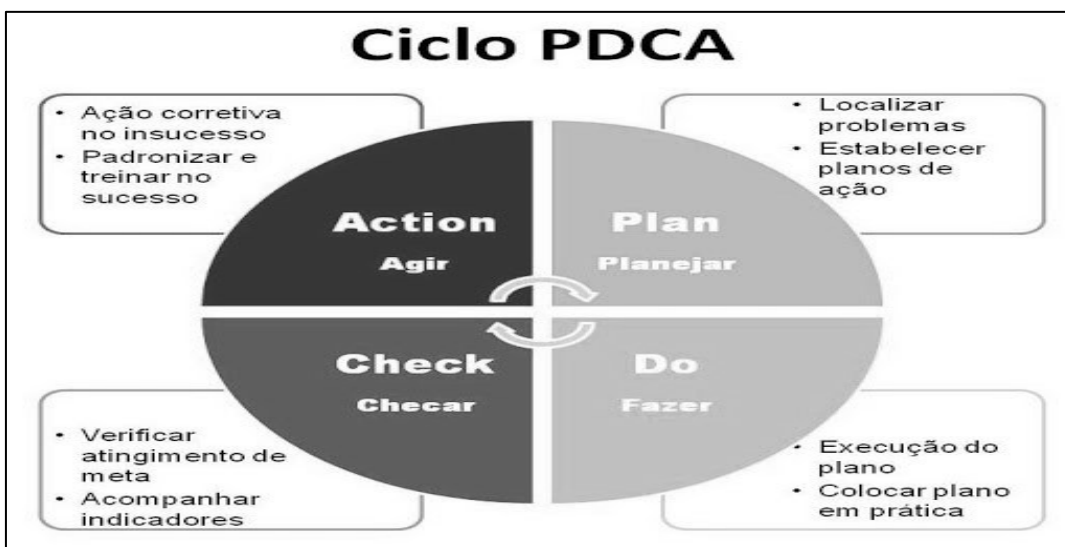 Ciclo PDCA
• Ação corretiva
no insucesso
• Padronizar e
treinar no
sucesso
• Localizar
problemas
• Estabelecer
planos de
ação
Action
Agir
Plan
Planejar
Check
Checar
Do
Fazer
• Verificar
atingimento de
meta
• Acompanhar
indicadores
• Execução do
plano
• Colocar plano
em prática